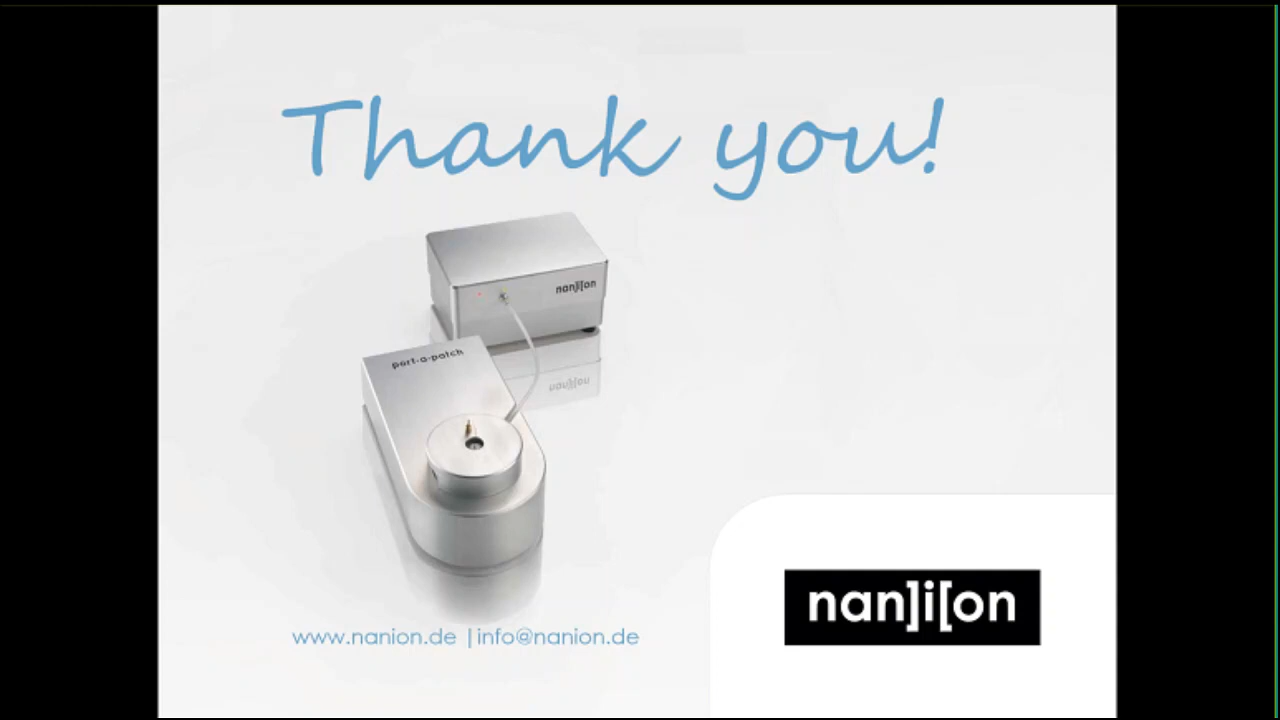 Thank you!
nan]i[on
port-a-patch
nan]i[on
www.nanion.de | info@nanion.de
nan]i[on